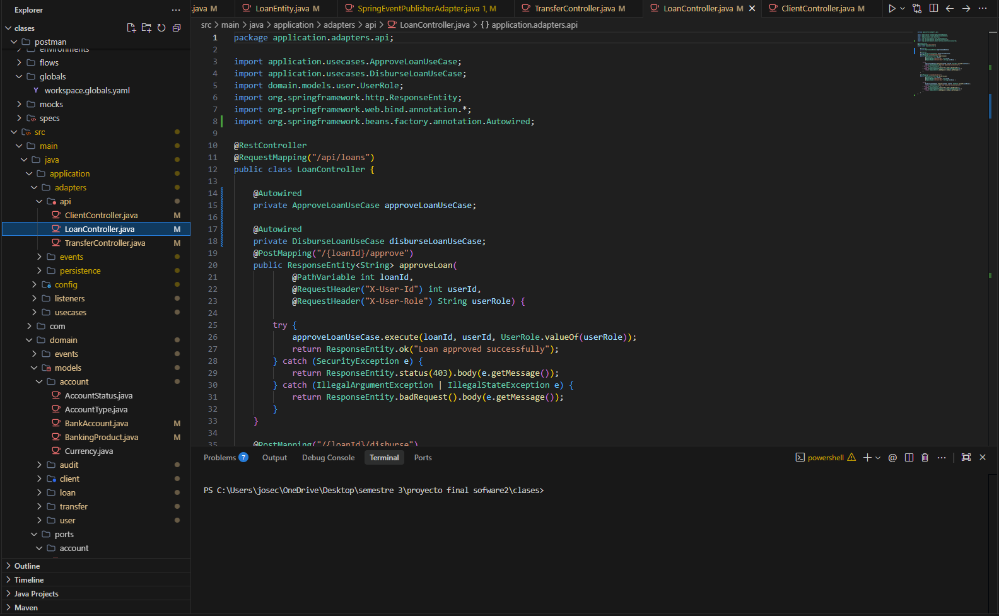 Explorer
clases
postman
environments
flows
globals
workspace.globals.yaml
mocks
specs
src
main
java
application
adapters
api
ClientController.java M
LoanController.java M
TransferController.java M
events
persistence
config
listeners
usecases
com
domain
events
models
account
AccountStatus.java
AccountType.java
BankAccount.java M
BankingProduct.java M
Currency.java
audit
client
loan
transfer
user
ports
account
Outline
Timeline
Java Projects
Maven
.java M LoanEntity.java M SpringEventPublisherAdapter.java 1, M TransferController.java M LoanController.java M ClientController.java M
src > main > java > application > adapters > api > LoanController.java > {} application.adapters.api
1 package application.adapters.api;
2
3 import application.usecases.ApproveLoanUseCase;
4 import application.usecases.DisburseLoanUseCase;
5 import domain.models.user.UserRole;
6 import org.springframework.http.ResponseEntity;
7 import org.springframework.web.bind.annotation.*;
8 import org.springframework.beans.factory.annotation.Autowired;
9
10 @RestController
11 @RequestMapping("/api/loans")
12 public class LoanController {
13
14 @Autowired
15 private ApproveLoanUseCase approveLoanUseCase;
16
17 @Autowired
18 private DisburseLoanUseCase disburseLoanUseCase;
19 @PostMapping("/{loanId}/approve")
20 public ResponseEntity<String> approveLoan(
21 @PathVariable int loanId,
22 @RequestHeader("X-User-Id") int userId,
23 @RequestHeader("X-User-Role") String userRole) {
24
25 try {
26 approveLoanUseCase.execute(loanId, userId, UserRole.valueOf(userRole));
27 return ResponseEntity.ok("Loan approved successfully");
28 } catch (SecurityException e) {
29 return ResponseEntity.status(403).body(e.getMessage());
30 } catch (IllegalArgumentException | IllegalStateException e) {
31 return ResponseEntity.badRequest().body(e.getMessage());
32 }
33 }
34
35 @PostMapping("/{loanId}/disburse")
Problems 7 Output Debug Console Terminal Ports powershell
PS C:\Users\josec\OneDrive\Desktop\semestre 3\proyecto final sofware2\clases>